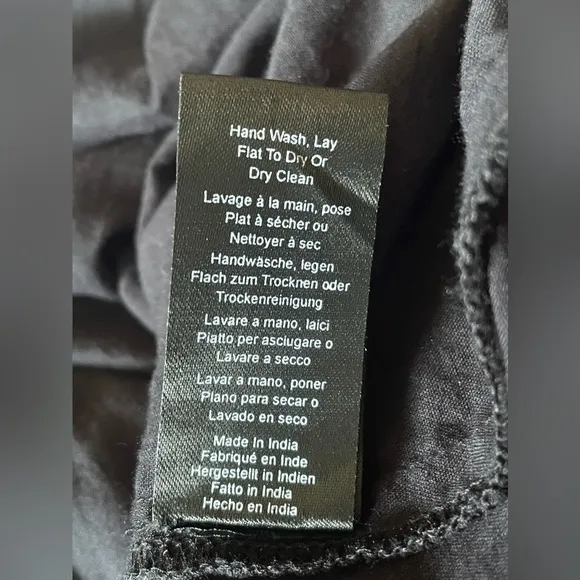 Hand Wash, Lay
Flat To Dry Or
Dry Clean
Lavage à la main, pose
Plat à sécher ou
Nettoyer à sec
Handwäsche, legen
Flach zum Trocknen oder
Trockenreinigung
Lavare a mano, laici
Piatto per asciugare o
Lavare a secco
Lavar a mano, poner
Plano para secar o
Lavado en seco
Made In India
Fabriqué en Inde
Hergestellt in Indien
Fatto in India
Hecho en India